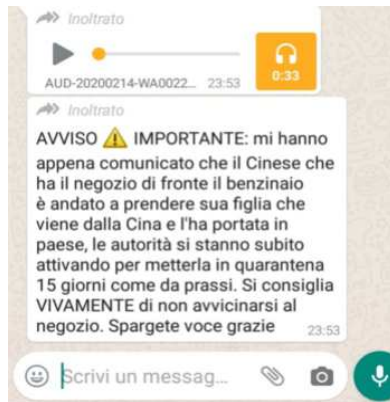 Inoltrato
0:33
AUD-20200214-WA0022... 23:53
Inoltrato
AVVISO ⚠️ IMPORTANTE: mi hanno
appena comunicato che il Cinese che
ha il negozio di fronte il benzinaio
è andato a prendere sua figlia che
viene dalla Cina e l'ha portata in
paese, le autorità si stanno subito
attivando per metterla in quarantena
15 giorni come da prassi. Si consiglia
VIVAMENTE di non avvicinarsi al
negozio. Spargete voce grazie 23:53
Scrivi un messag...